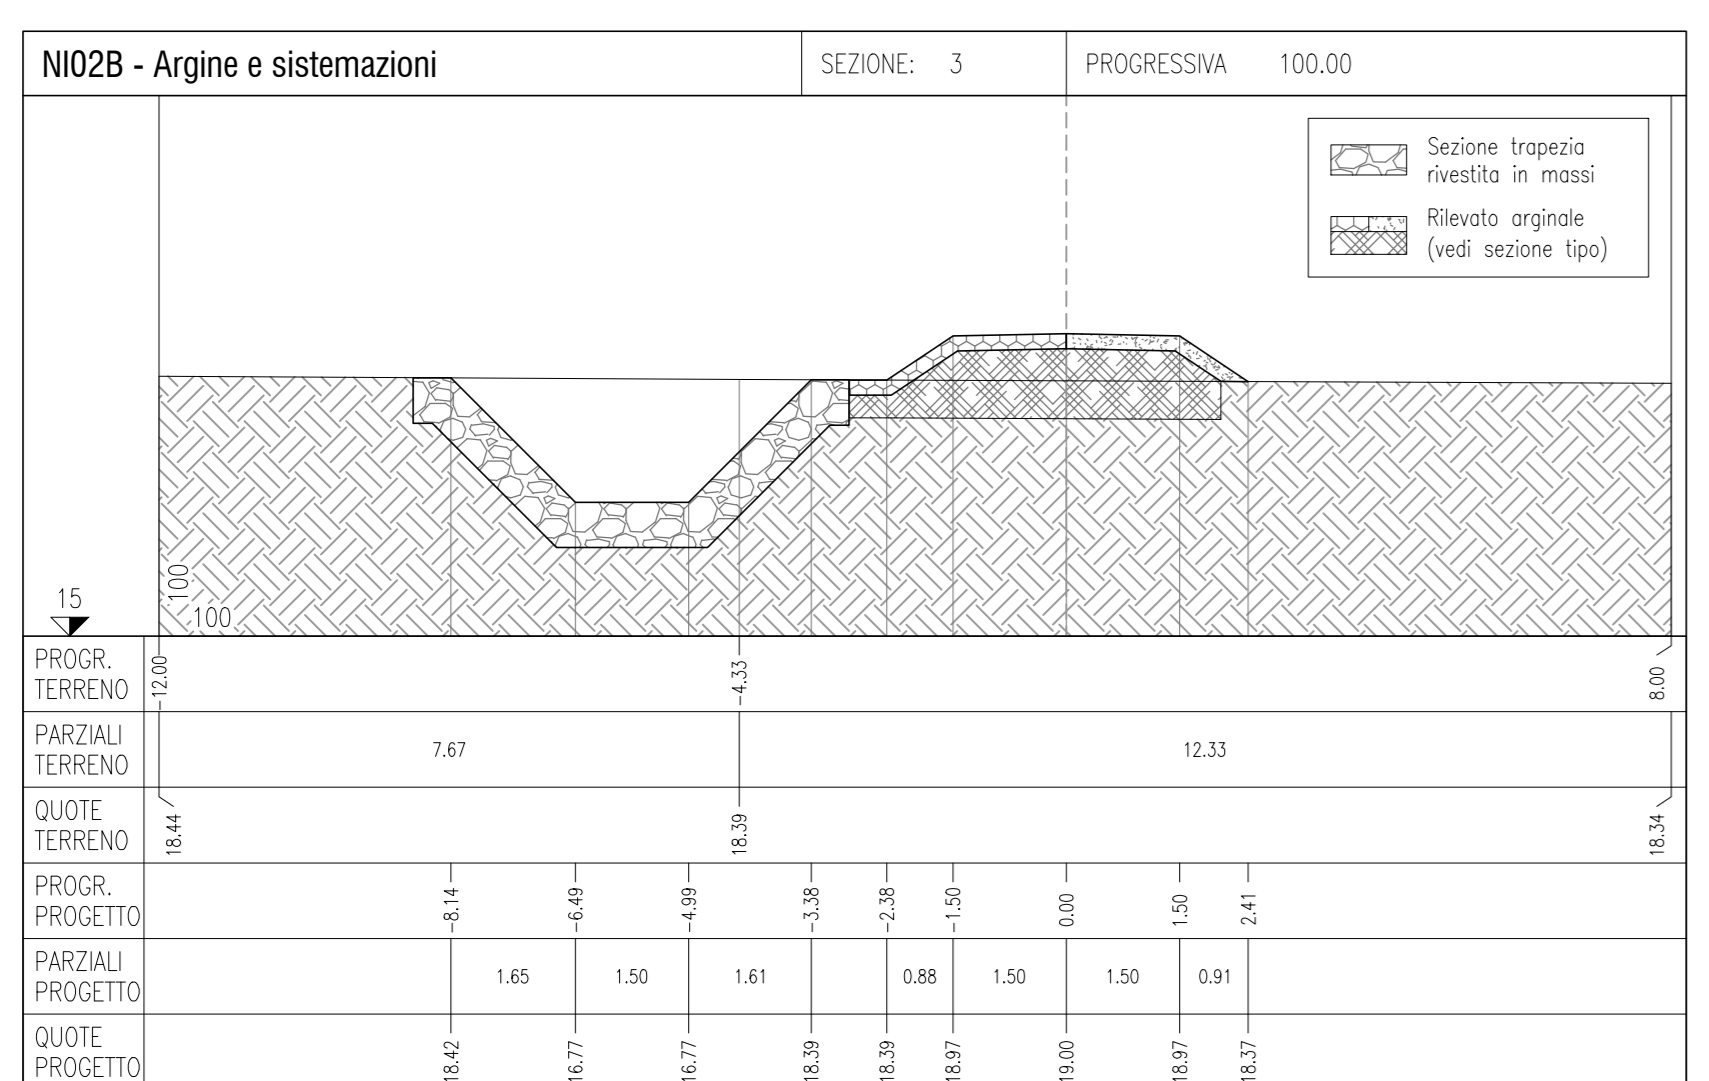 NI02B - Argine e sistemazioni
SEZIONE: 3
PROGRESSIVA 100.00
Sezione trapezia
rivestita in massi
Rilevato arginale
(vedi sezione tipo)
15
100
100
PROGR.
TERRENO
-12.00
-4.33
8.00
PARZIALI
TERRENO
7.67
12.33
QUOTE
TERRENO
18.44
18.39
18.34
PROGR.
PROGETTO
-8.14
-6.49
-4.99
-3.38
-2.38
-1.50
0.00
1.50
2.41
PARZIALI
PROGETTO
1.65
1.50
1.61
0.88
1.50
1.50
0.91
QUOTE
PROGETTO
18.42
16.77
16.77
18.39
18.39
18.97
19.00
18.97
18.37